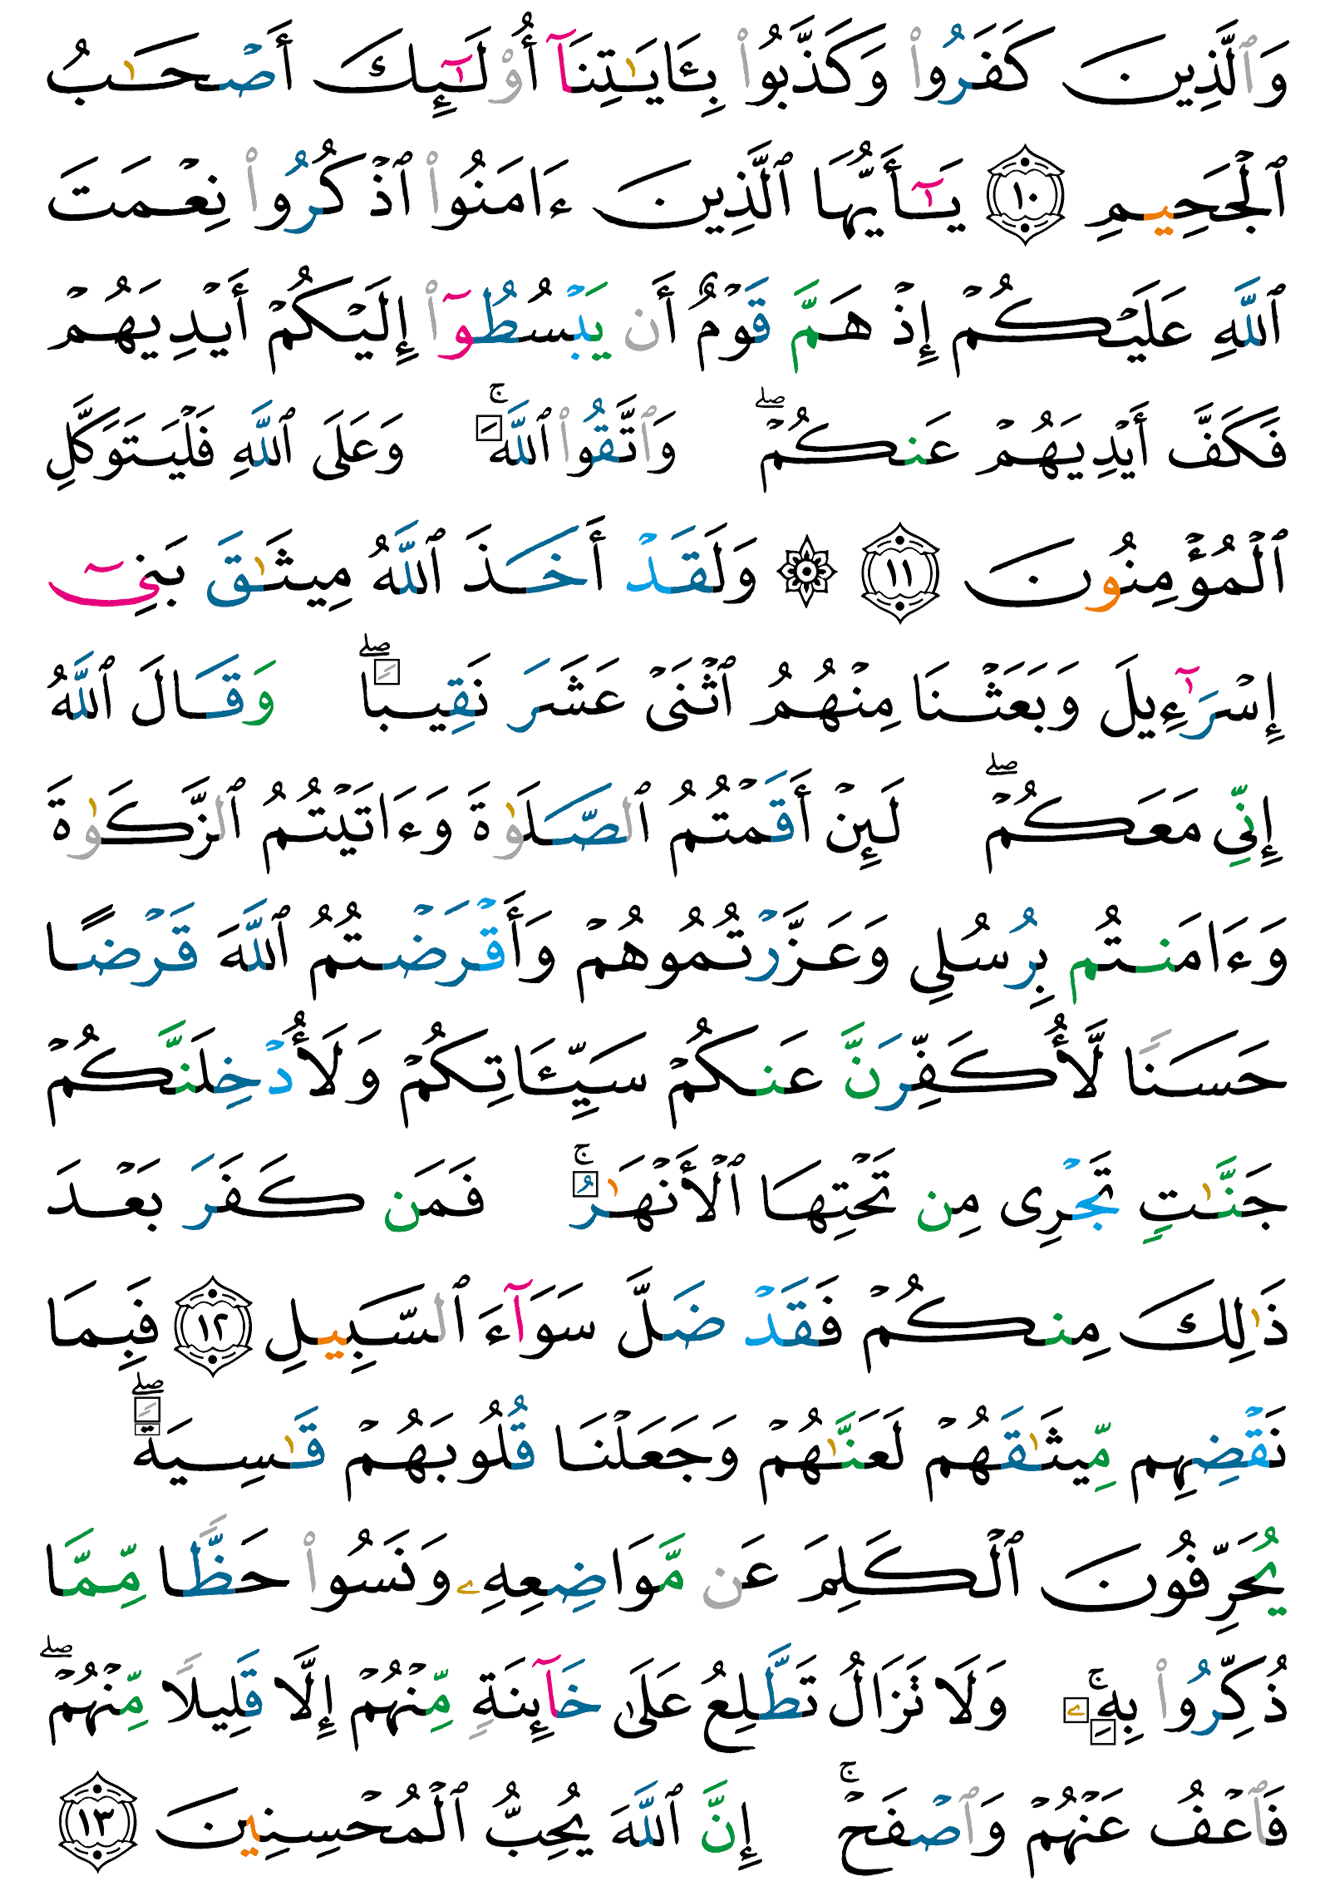 وَٱلَّذِينَ كَفَرُوا۟ وَكَذَّبُوا۟ بِـَٔايَـٰتِنَآ أُو۟لَـٰٓئِكَ أَصْحَـٰبُ
ٱلْجَحِيمِ ١٠ يَـٰٓأَيُّهَا ٱلَّذِينَ ءَامَنُوا۟ ٱذْكُرُوا۟ نِعْمَتَ
ٱللَّهِ عَلَيْكُمْ إِذْ هَمَّ قَوْمٌ أَن يَبْسُطُوٓا۟ إِلَيْكُمْ أَيْدِيَهُمْ
فَكَفَّ أَيْدِيَهُمْ عَنكُمْ ۖ وَٱتَّقُوا۟ ٱللَّهَ ۚ وَعَلَى ٱللَّهِ فَلْيَتَوَكَّلِ
ٱلْمُؤْمِنُونَ ١١ ۞ وَلَقَدْ أَخَذَ ٱللَّهُ مِيثَـٰقَ بَنِىٓ
إِسْرَٰٓءِيلَ وَبَعَثْنَا مِنْهُمُ ٱثْنَىْ عَشَرَ نَقِيبًا ۖ وَقَالَ ٱللَّهُ
إِنِّى مَعَكُمْ ۖ لَئِنْ أَقَمْتُمُ ٱلصَّلَوٰةَ وَءَاتَيْتُمُ ٱلزَّكَوٰةَ
وَءَامَنتُم بِرُسُلِى وَعَزَّرْتُمُوهُمْ وَأَقْرَضْتُمُ ٱللَّهَ قَرْضًا
حَسَنًا لَّأُكَفِّرَنَّ عَنكُمْ سَيِّـَٔاتِكُمْ وَلَأُدْخِلَنَّكُمْ
جَنَّـٰتٍ تَجْرِى مِن تَحْتِهَا ٱلْأَنْهَـٰرُ ۚ فَمَن كَفَرَ بَعْدَ
ذَٰلِكَ مِنكُمْ فَقَدْ ضَلَّ سَوَآءَ ٱلسَّبِيلِ ١٢ فَبِمَا
نَقْضِهِم مِّيثَـٰقَهُمْ لَعَنَّـٰهُمْ وَجَعَلْنَا قُلُوبَهُمْ قَـٰسِيَةً ۖ
يُحَرِّفُونَ ٱلْكَلِمَ عَن مَّوَاضِعِهِۦ وَنَسُوا۟ حَظًّا مِّمَّا
ذُكِّرُوا۟ بِهِۦ ۚ وَلَا تَزَالُ تَطَّلِعُ عَلَىٰ خَآئِنَةٍ مِّنْهُمْ إِلَّا قَلِيلًا مِّنْهُمْ ۖ
فَٱعْفُ عَنْهُمْ وَٱصْفَحْ ۚ إِنَّ ٱللَّهَ يُحِبُّ ٱلْمُحْسِنِينَ ١٣